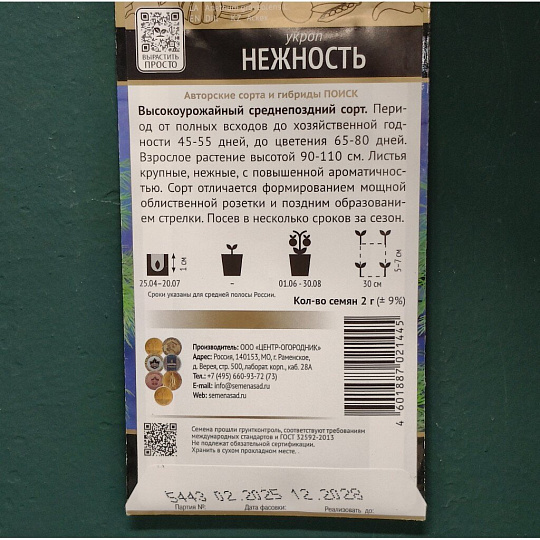 ВЫРАСТИТЬ
ПРОСТО
укроп
НЕЖНОСТЬ
Авторские сорта и гибриды ПОИСК
Высокоурожайный среднепоздний сорт. Пери-
од от полных всходов до хозяйственной год-
ности 45-55 дней, до цветения 65-80 дней.
Взрослое растение высотой 90-110 см. Листья
крупные, нежные, с повышенной ароматичнос-
тью. Сорт отличается формированием мощной
облиственной розетки и поздним образовани-
ем стрелки. Посев в несколько сроков за сезон.
1 см
5-7 см
25.04-20.07
–
01.06 - 30.08
30 см
Сроки указаны для средней полосы России.
Кол-во семян 2 г (± 9%)
Производитель: ООО «ЦЕНТР-ОГОРОДНИК»
Адрес: Россия, 140153, МО, г. Раменское,
д. Верея, стр. 500, лаборат. корп., каб. 28А
Тел.: +7 (495) 660-93-72 (73)
E-mail: info@semenasad.ru
Web: semenasad.ru
4 601887 021445
Семена прошли грунтконтроль, соответствуют требованиям
международных стандартов и ГОСТ 32592-2013
Не подлежат обязательной сертификации.
Хранить в сухом прохладном месте.
5443 02.2025 12.2028
Партия №: Дата фасовки: Реализовать до: